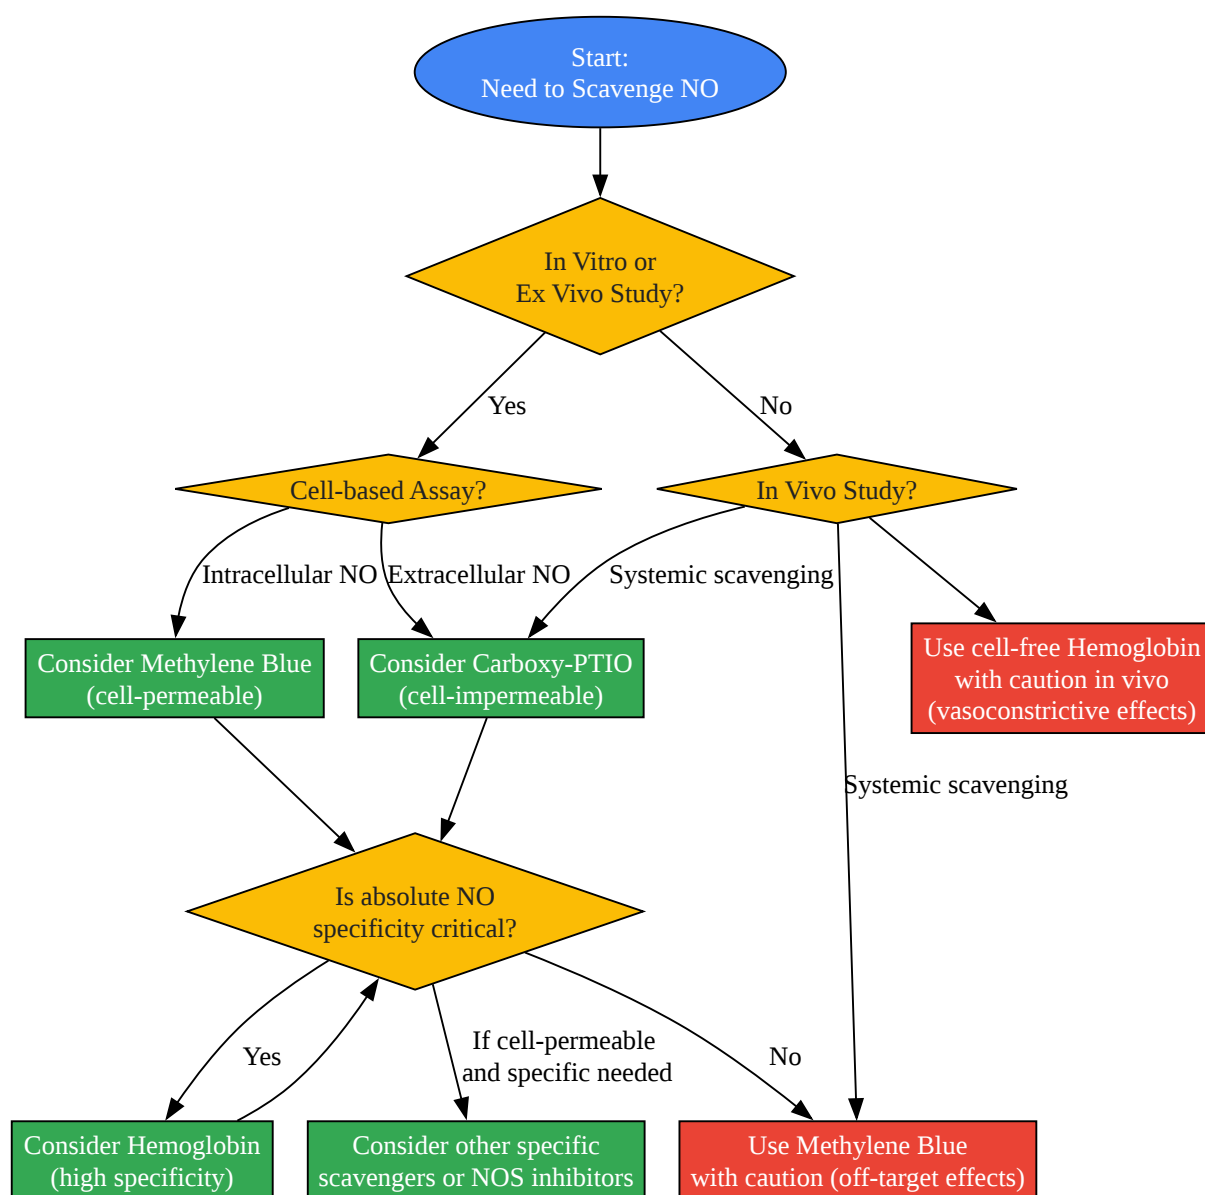 Start:
Need to Scavenge NO
In Vitro or
Ex Vivo Study?
Yes
No
Cell-based Assay?
In Vivo Study?
Intracellular NO
Extracellular NO
Systemic scavenging
Consider Methylene Blue
(cell-permeable)
Consider Carboxy-PTIO
(cell-impermeable)
Use cell-free Hemoglobin
with caution in vivo
(vasoconstrictive effects)
Systemic scavenging
Is absolute NO
specificity critical?
Yes
If cell-permeable
and specific needed
No
Consider Hemoglobin
(high specificity)
Consider other specific
scavengers or NOS inhibitors
Use Methylene Blue
with caution (off-target effects)